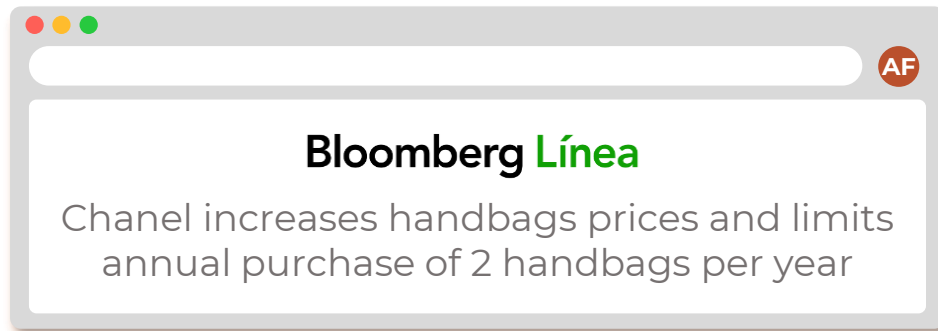 AF
Bloomberg Línea
Chanel increases handbags prices and limits
annual purchase of 2 handbags per year